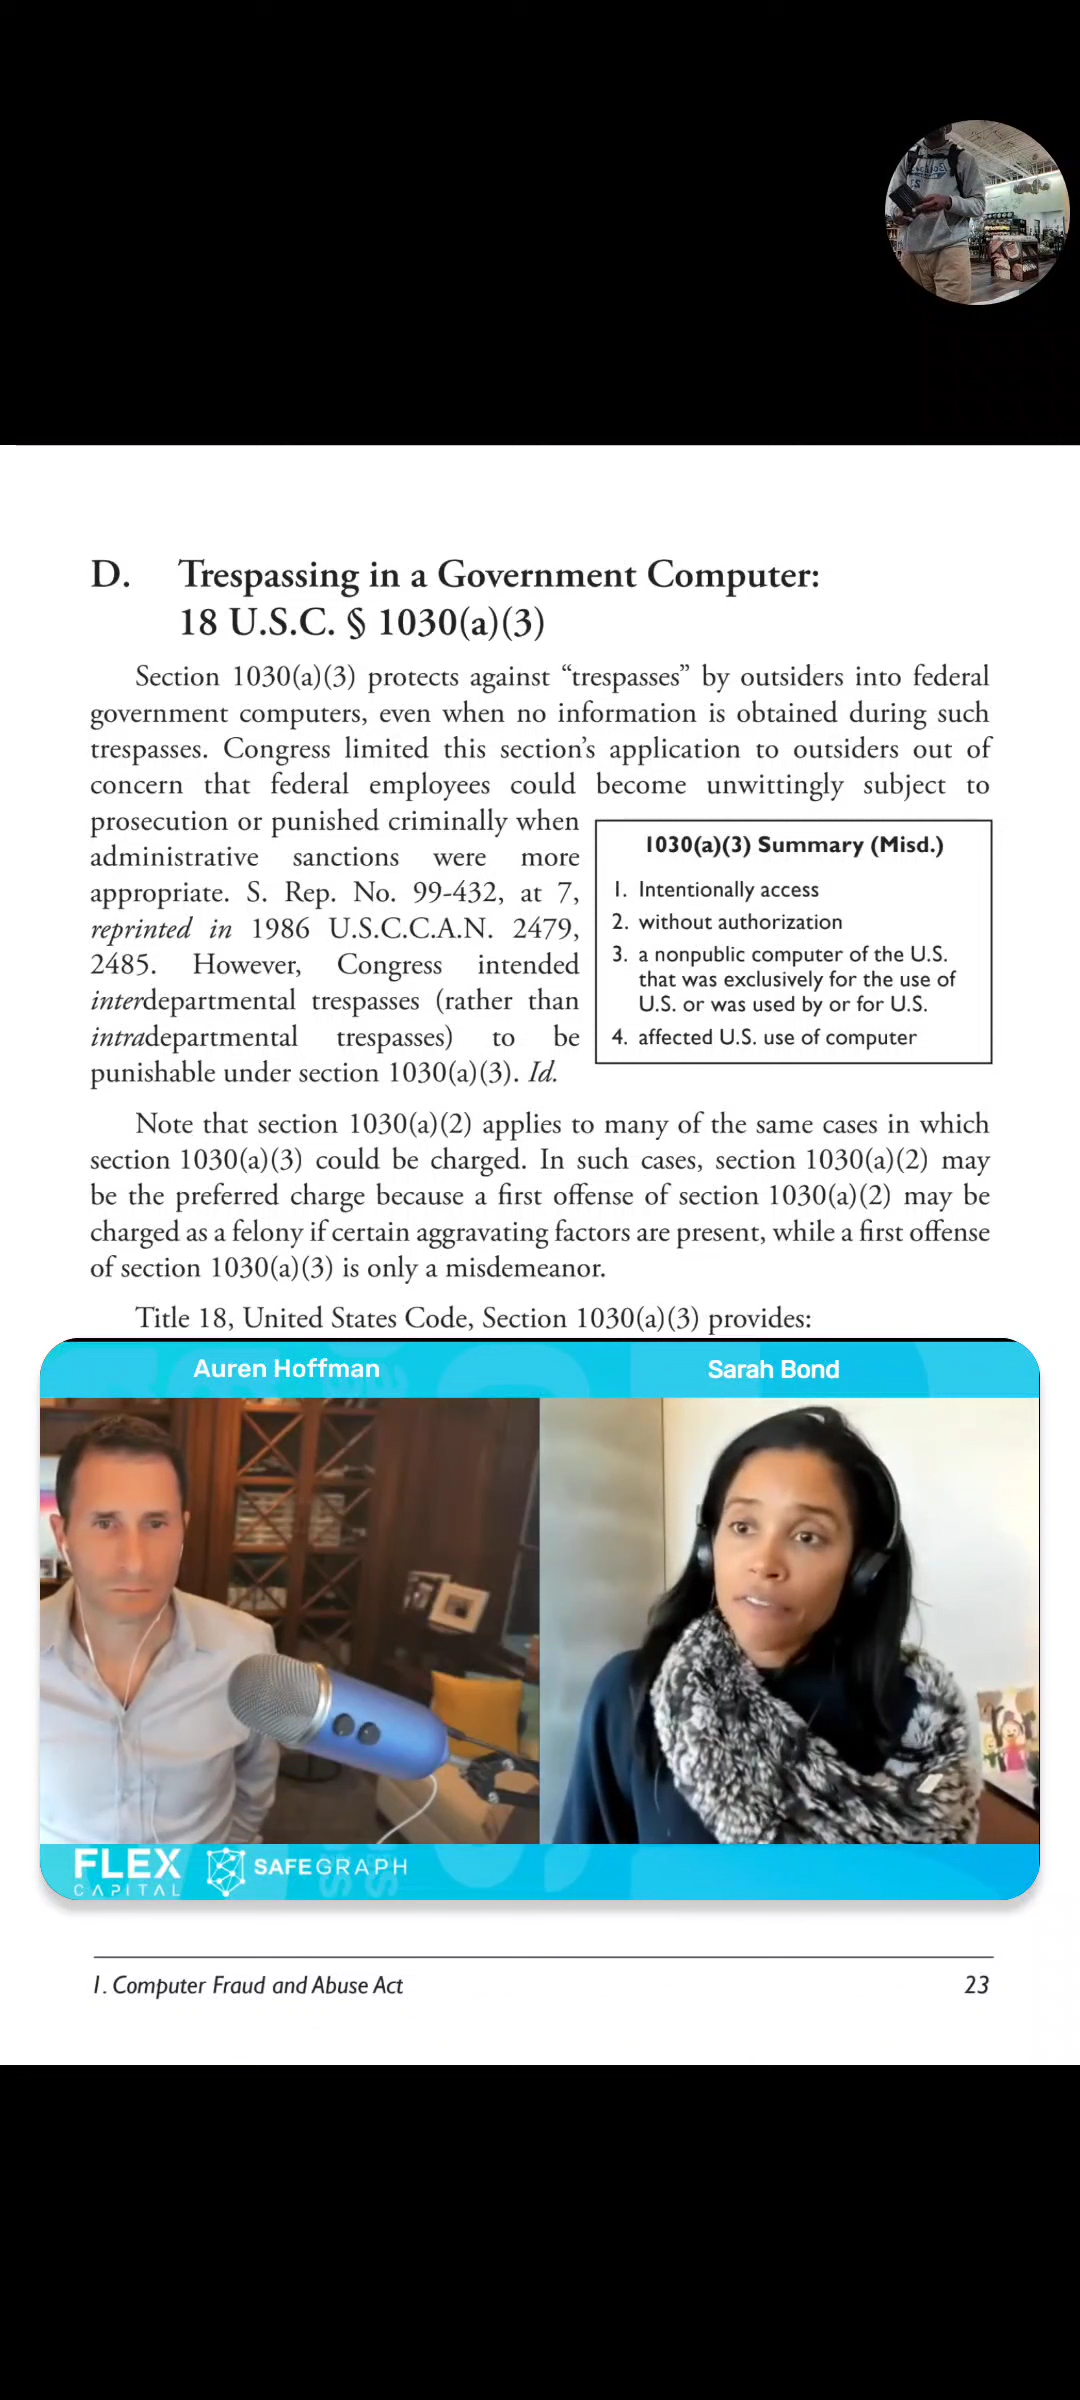 D. Trespassing in a Government Computer:
18 U.S.C. § 1030(a)(3)
Section 1030(a)(3) protects against “trespasses” by outsiders into federal
government computers, even when no information is obtained during such
trespasses. Congress limited this section’s application to outsiders out of
concern that federal employees could become unwittingly subject to
prosecution or punished criminally when
administrative sanctions were more
appropriate. S. Rep. No. 99-432, at 7,
reprinted in 1986 U.S.C.C.A.N. 2479,
2485. However, Congress intended
interdepartmental trespasses (rather than
intradepartmental trespasses) to be
punishable under section 1030(a)(3). Id.
1030(a)(3) Summary (Misd.)
1. Intentionally access
2. without authorization
3. a nonpublic computer of the U.S.
that was exclusively for the use of
U.S. or was used by or for U.S.
4. affected U.S. use of computer
Note that section 1030(a)(2) applies to many of the same cases in which
section 1030(a)(3) could be charged. In such cases, section 1030(a)(2) may
be the preferred charge because a first offense of section 1030(a)(2) may be
charged as a felony if certain aggravating factors are present, while a first offense
of section 1030(a)(3) is only a misdemeanor.
Title 18, United States Code, Section 1030(a)(3) provides:
Auren Hoffman
Sarah Bond
FLEX
CAPITAL
SAFEGRAPH
1. Computer Fraud and Abuse Act
23